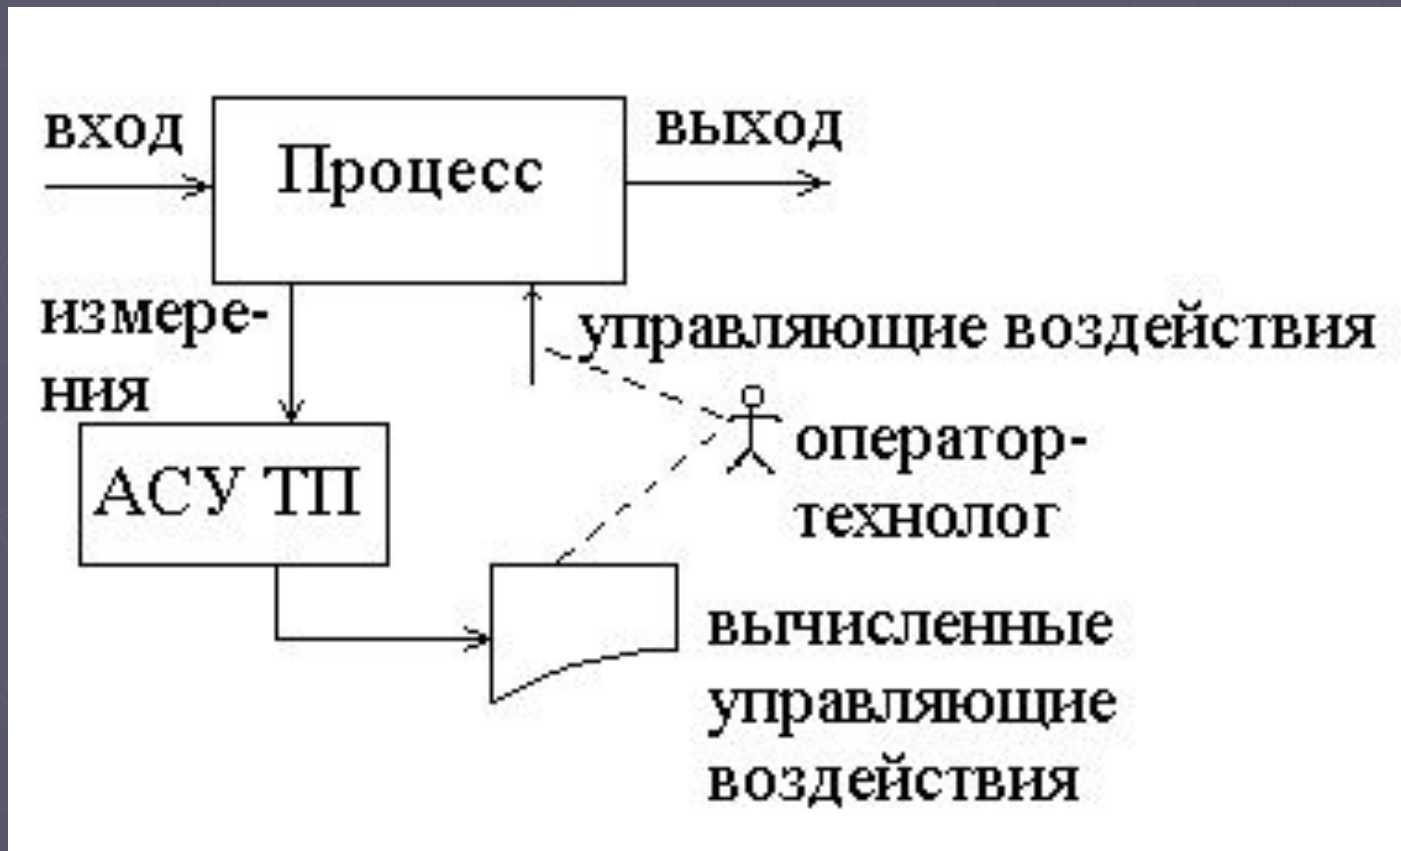 вход
Процесс
выход
измере-
ния
управляющие воздействия
АСУ ТП
оператор-
технолог
вычисленные
управляющие
воздействия